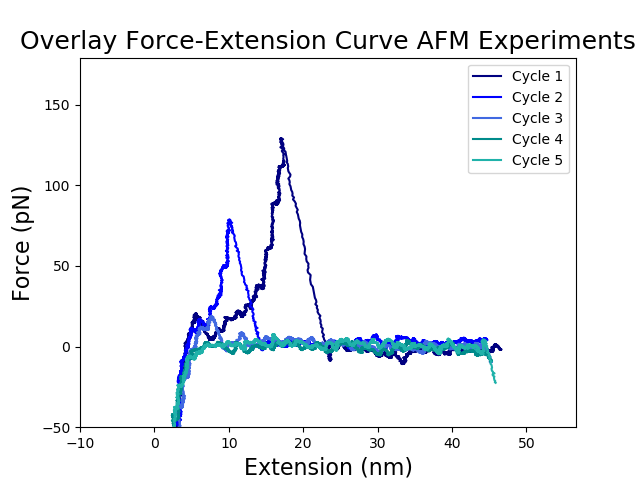 Overlay Force-Extension Curve AFM Experiments
Cycle 1
Cycle 2
Cycle 3
Cycle 4
Cycle 5
Force (pN)
150
100
50
0
−50
−10
0
10
20
30
40
50
Extension (nm)